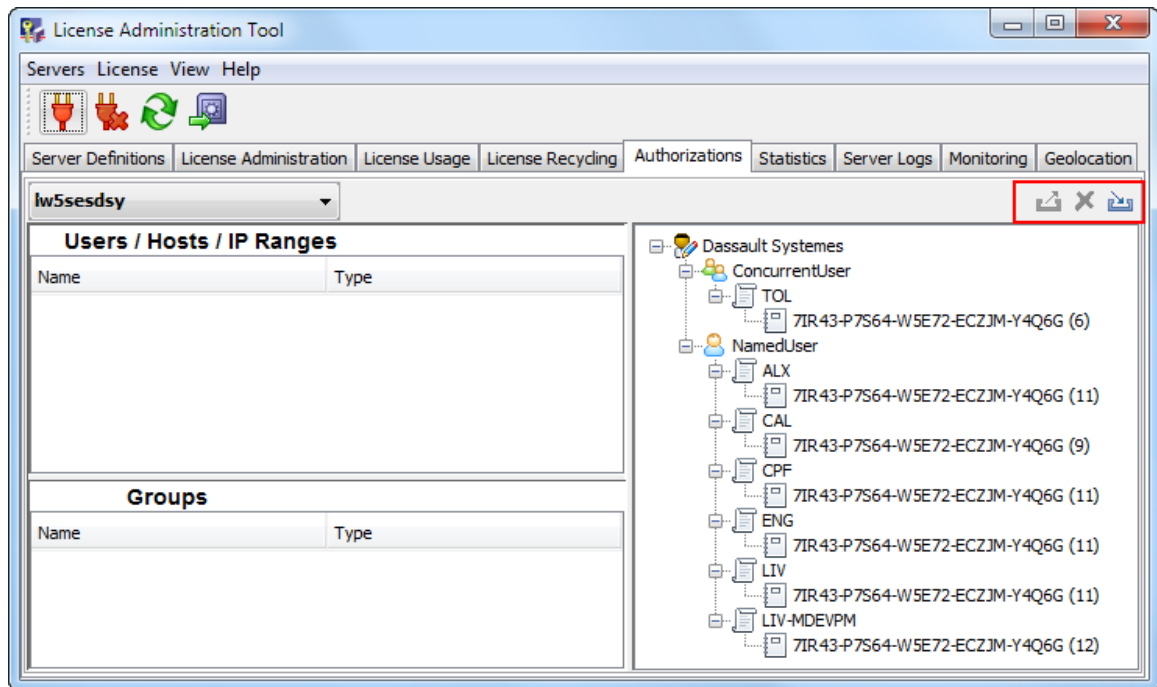 License Administration Tool
Servers License View Help
Server Definitions License Administration License Usage License Recycling Authorizations Statistics Server Logs Monitoring Geolocation
lw5sesdsy
Users / Hosts / IP Ranges
Name Type
Groups
Name Type
Dassault Systemes
ConcurrentUser
TOL
7IR43-P7S64-W5E72-ECZJM-Y4Q6G (6)
NamedUser
ALX
7IR43-P7S64-W5E72-ECZJM-Y4Q6G (11)
CAL
7IR43-P7S64-W5E72-ECZJM-Y4Q6G (9)
CPF
7IR43-P7S64-W5E72-ECZJM-Y4Q6G (11)
ENG
7IR43-P7S64-W5E72-ECZJM-Y4Q6G (11)
LIV
7IR43-P7S64-W5E72-ECZJM-Y4Q6G (11)
LIV-MDEVPM
7IR43-P7S64-W5E72-ECZJM-Y4Q6G (12)